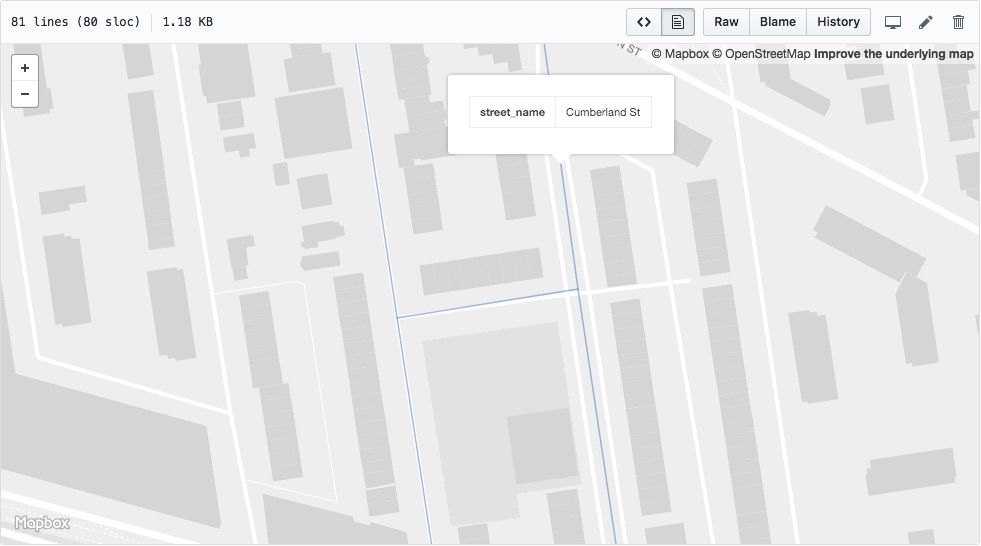 81 lines (80 sloc) 1.18 KB
<> Raw Blame History
+
−
N ST
© Mapbox © OpenStreetMap Improve the underlying map
street_name Cumberland St
Mapbox